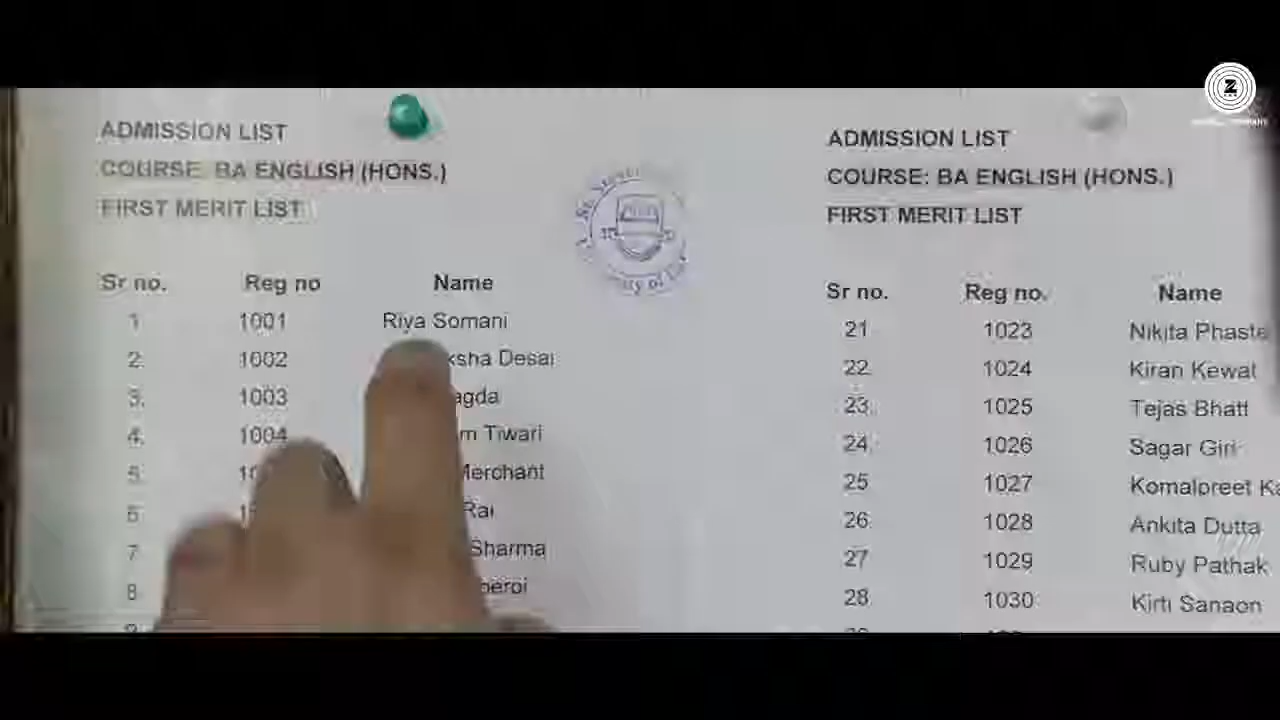 ADMISSION LIST
COURSE: BA ENGLISH (HONS.)
FIRST MERIT LIST
Sr no. Reg no Name
1 1001 Riya Somani
2. 1002 Desai
3. 1003
4. 1004 Tiwari
5. Merchant
6. Rai
7 Sharma
8
ADMISSION LIST
COURSE: BA ENGLISH (HONS.)
FIRST MERIT LIST
Sr no. Reg no. Name
21 1023 Nikita
22 1024 Kiran Kewat
23 1025 Tejas Bhatt
24 1026 Sagar Giri
25 1027 Komalpreet
26 1028 Ankita Dutta
27 1029 Ruby Pathak
28 1030 Kirti Sanaon
Z